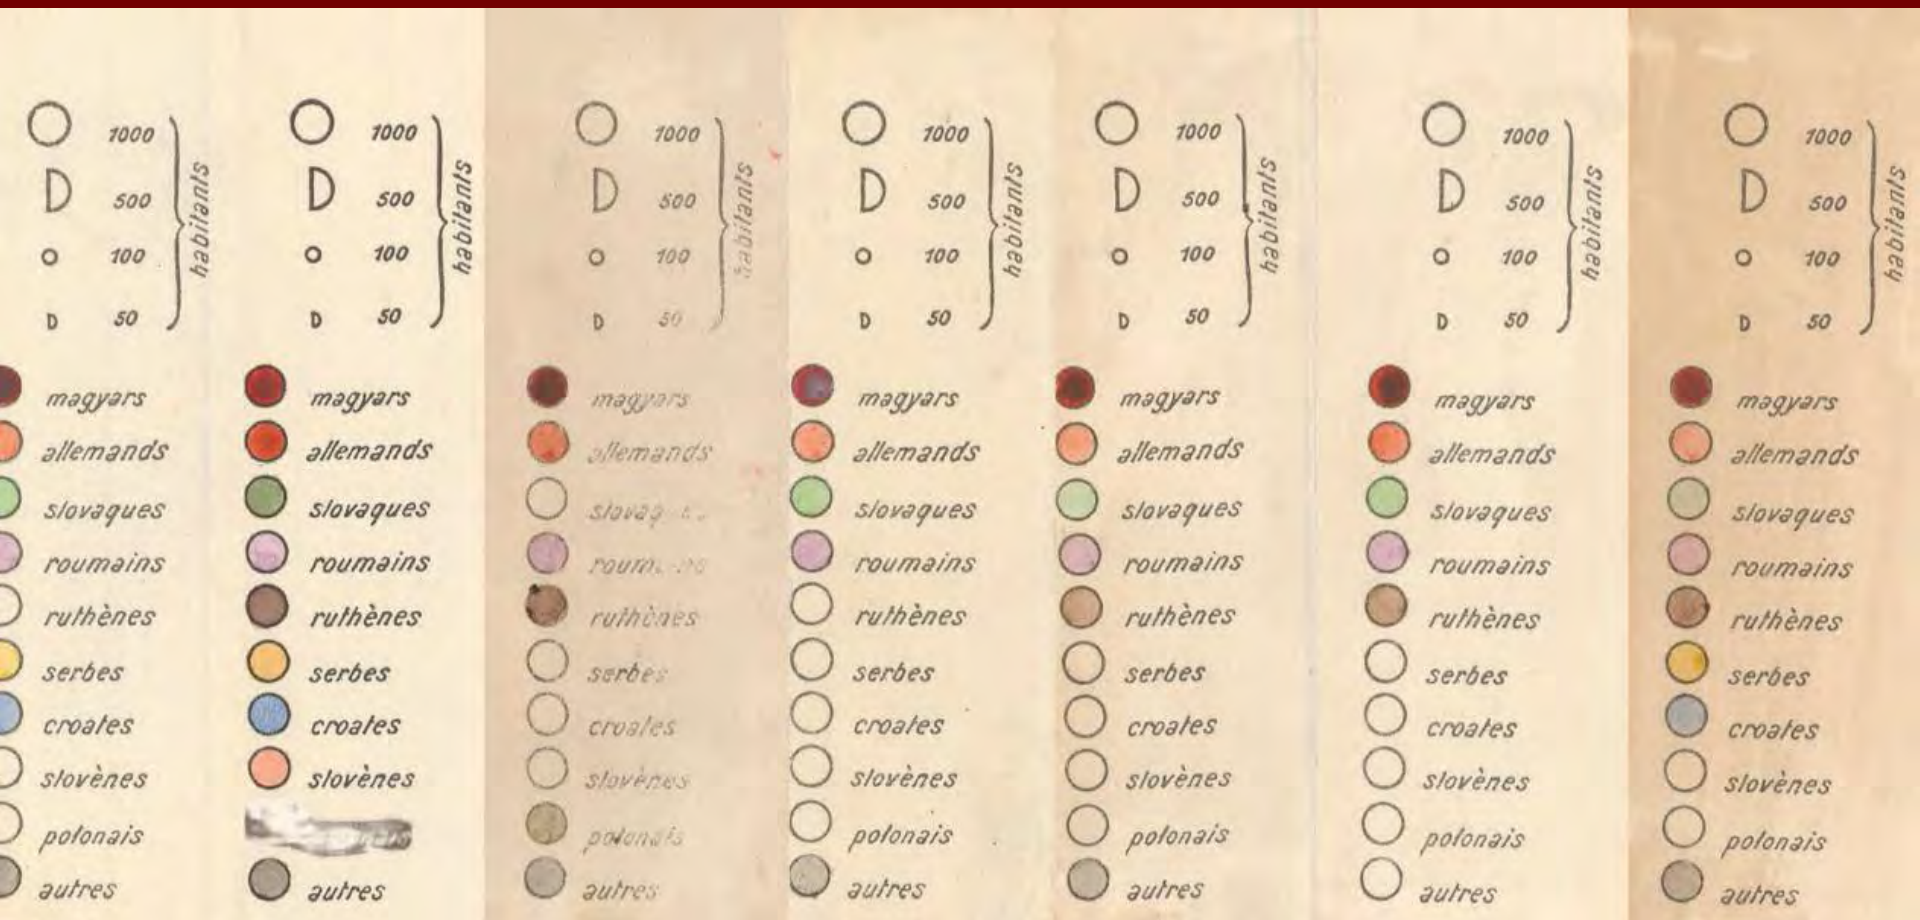 1000
500
100
50
habitants
magyars
allemands
slovaques
roumains
ruthènes
serbes
croates
slovènes
polonais
autres
1000
500
100
50
habitants
magyars
allemands
slovaques
roumains
ruthènes
serbes
croates
slovènes
autres
1000
500
100
50
habitants
magyars
allemands
ruthènes
serbes
croates
slovènes
polonais
autres
1000
500
100
50
habitants
magyars
allemands
slovaques
roumains
ruthènes
serbes
croates
slovènes
polonais
autres
1000
500
100
50
habitants
magyars
allemands
slovaques
roumains
ruthènes
serbes
croates
slovènes
polonais
autres
1000
500
100
50
habitants
magyars
allemands
slovaques
roumains
ruthènes
serbes
croates
slovènes
polonais
autres
1000
500
100
50
habitants
magyars
allemands
slovaques
roumains
ruthènes
serbes
croates
slovènes
polonais
autres